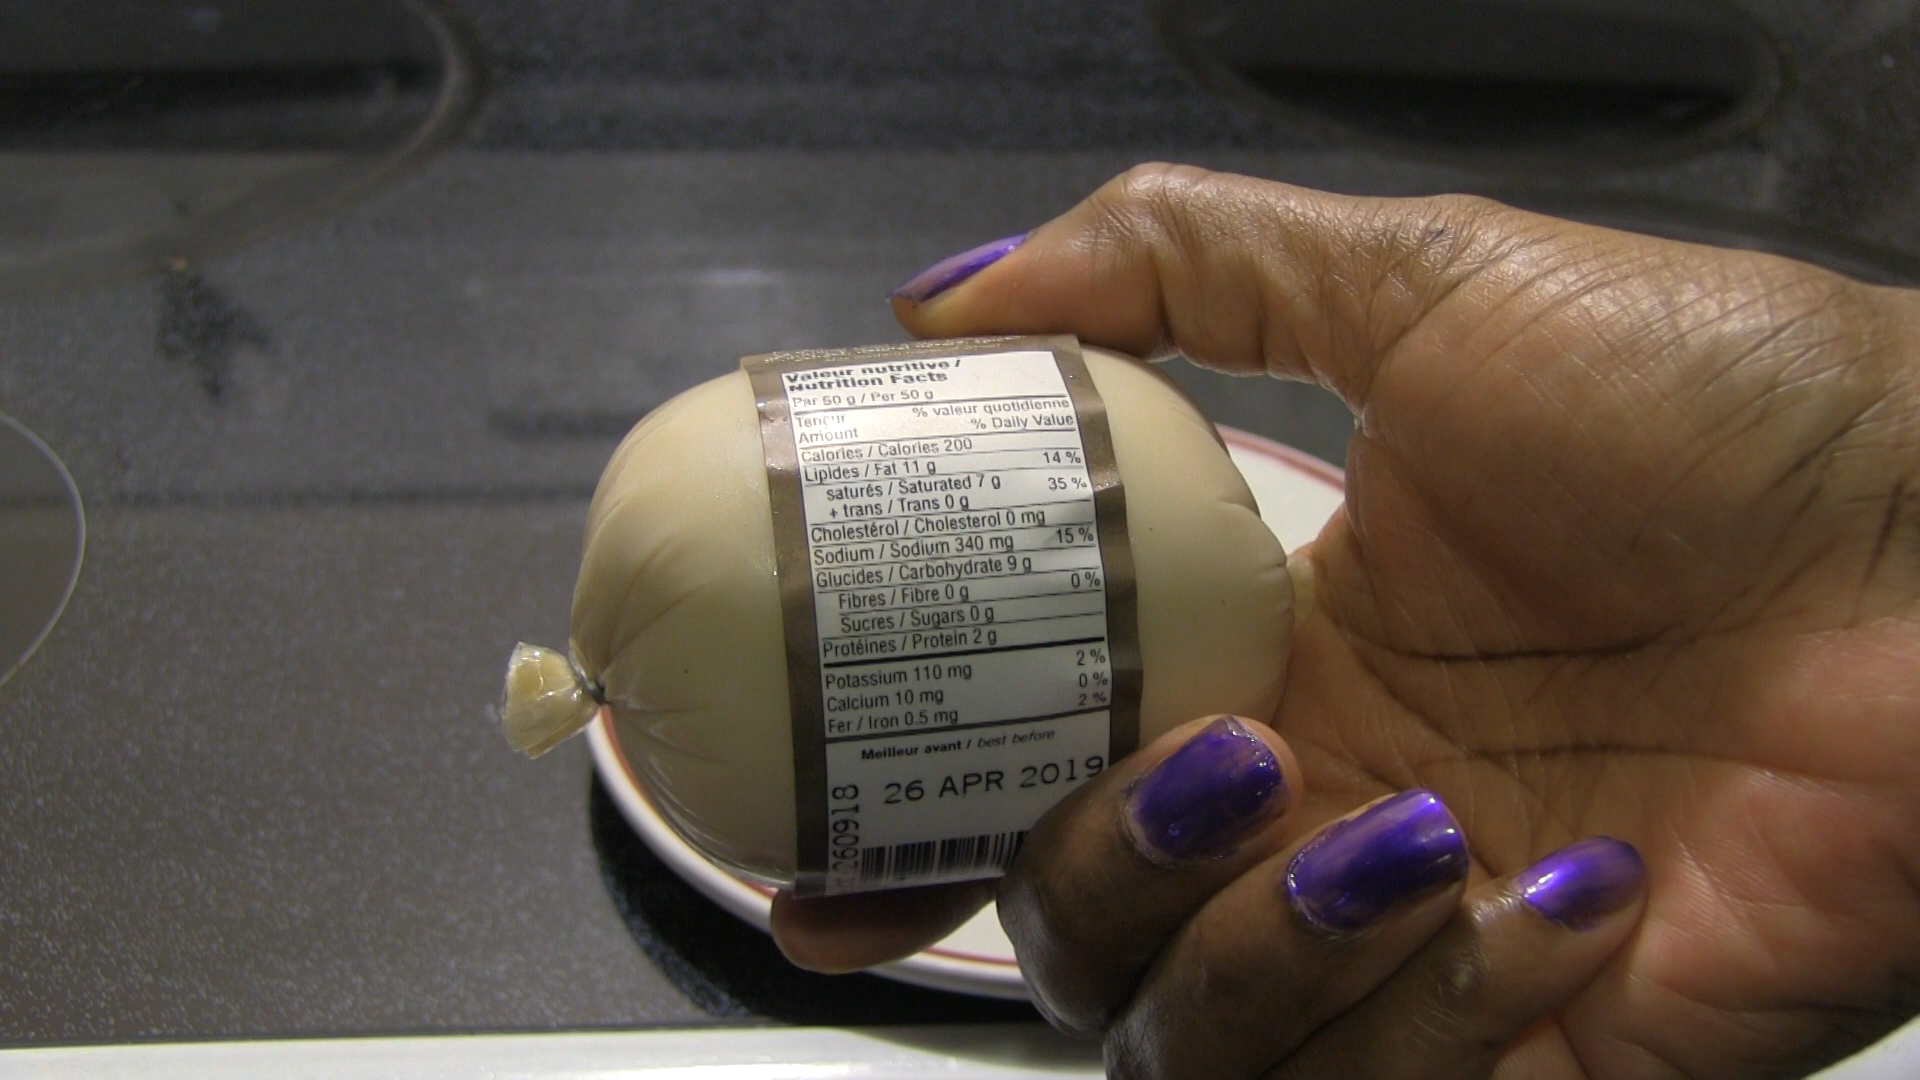 Valeur nutritive /
Nutrition Facts
Par 50 g / Per 50 g
Teneur % valeur quotidienne
Amount % Daily Value
Calories / Calories 200
Lipides / Fat 11 g 14 %
saturés / Saturated 7 g 35 %
+ trans / Trans 0 g
Cholestérol / Cholesterol 0 mg
Sodium / Sodium 340 mg 15 %
Glucides / Carbohydrate 9 g
Fibres / Fibre 0 g 0 %
Sucres / Sugars 0 g
Protéines / Protein 2 g
Potassium 110 mg 2 %
Calcium 10 mg 0 %
Fer / Iron 0.5 mg 2 %
Meilleur avant / best before
26 APR 2019
260918